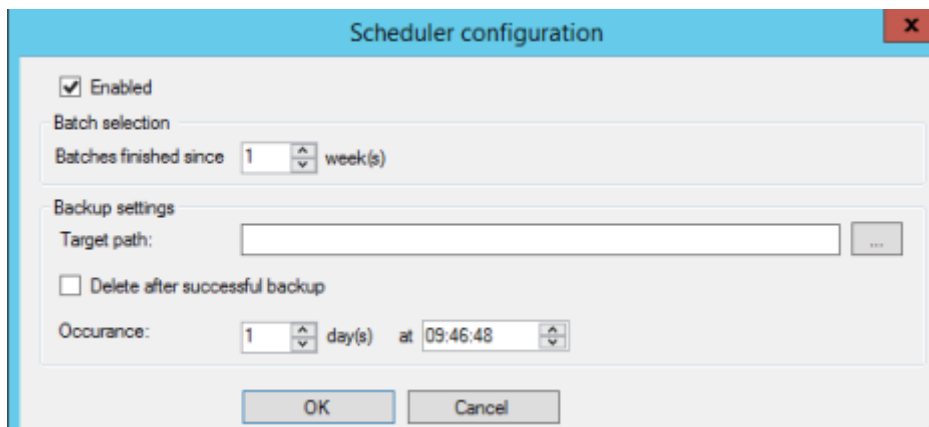 Scheduler configuration
x
Enabled
Batch selection
Batches finished since 1 week(s)
Backup settings
Target path: ...
Delete after successful backup
Occurance: 1 day(s) at 09:46:48
OK Cancel